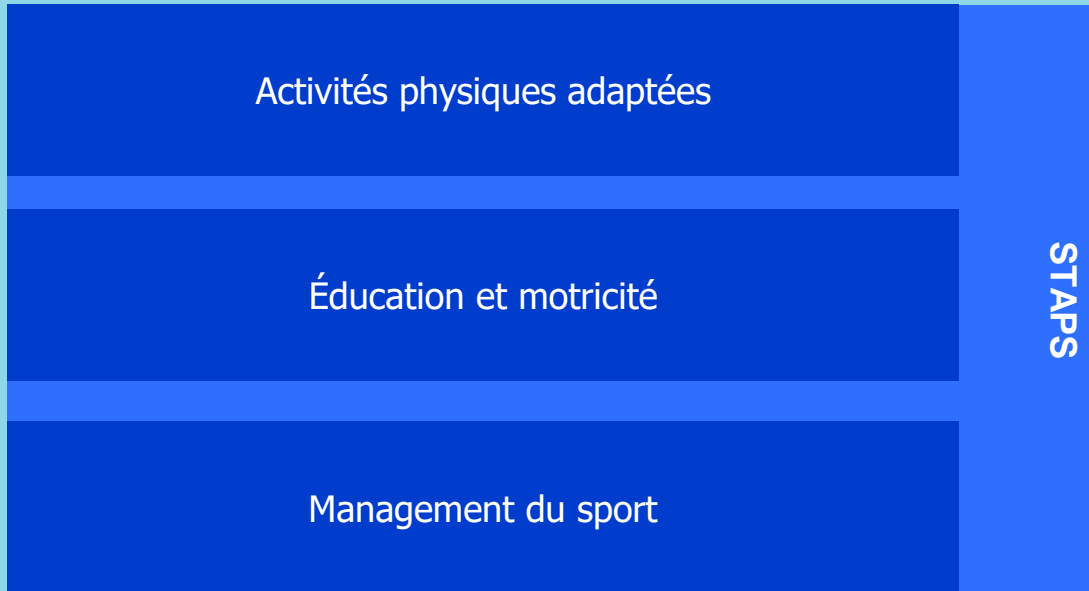 Activités physiques adaptées
Éducation et motricité
Management du sport
STAPS